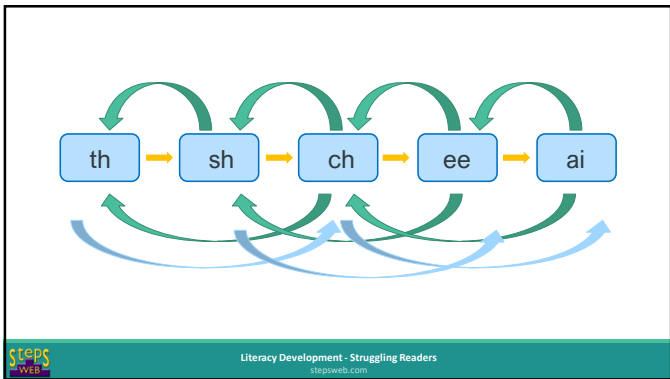 th sh ch ee ai
Steps
WEB
Literacy Development - Struggling Readers
stepsweb.com